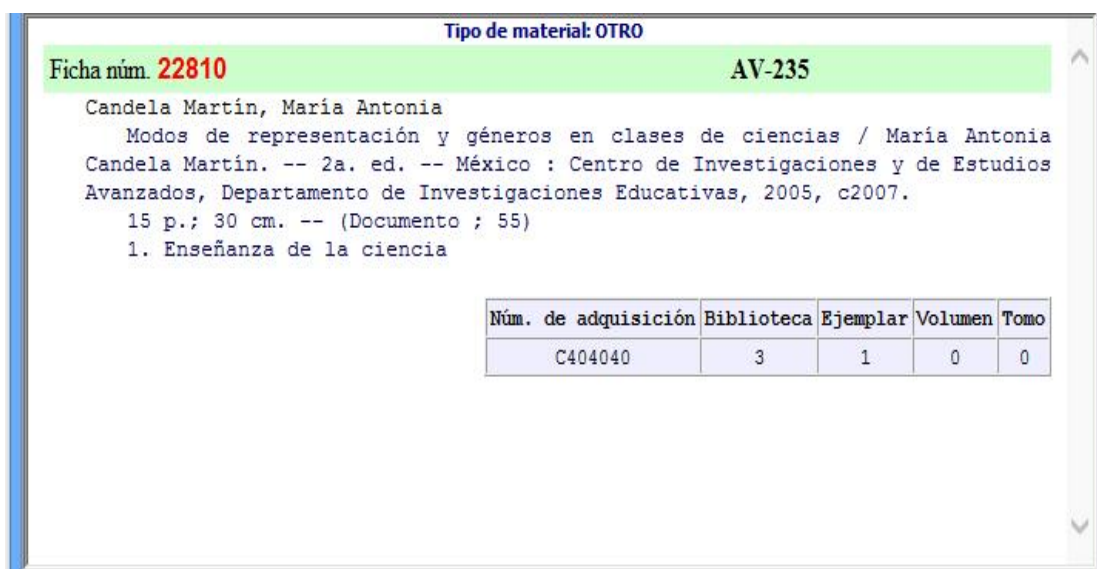 Tipo de material: OTRO
Ficha núm. 22810 AV-235
Candela Martín, María Antonia
Modos de representación y géneros en clases de ciencias / María Antonia
Candela Martín. -- 2a. ed. -- México : Centro de Investigaciones y de Estudios
Avanzados, Departamento de Investigaciones Educativas, 2005, c2007.
15 p.; 30 cm. -- (Documento ; 55)
1. Enseñanza de la ciencia
Núm. de adquisición Biblioteca Ejemplar Volumen Tomo
C404040 3 1 0 0